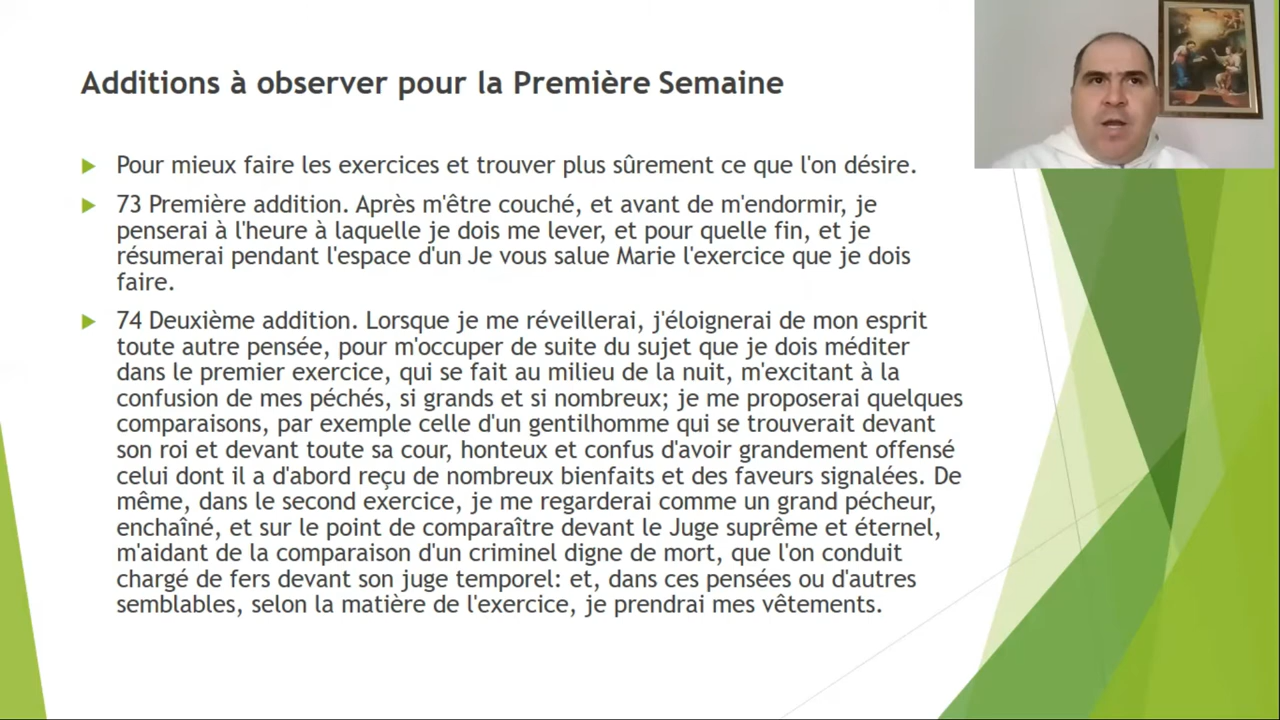 Additions à observer pour la Première Semaine
Pour mieux faire les exercices et trouver plus sûrement ce que l'on désire.
73 Première addition. Après m'être couché, et avant de m'endormir, je
penserai à l'heure à laquelle je dois me lever, et pour quelle fin, et je
résumerai pendant l'espace d'un Je vous salue Marie l'exercice que je dois
faire.
74 Deuxième addition. Lorsque je me réveillerai, j'éloignerai de mon esprit
toute autre pensée, pour m'occuper de suite du sujet que je dois méditer
dans le premier exercice, qui se fait au milieu de la nuit, m'excitant à la
confusion de mes péchés, si grands et si nombreux; je me proposerai quelques
comparaisons, par exemple celle d'un gentilhomme qui se trouverait devant
son roi et devant toute sa cour, honteux et confus d'avoir grandement offensé
celui dont il a d'abord reçu de nombreux bienfaits et des faveurs signalées. De
même, dans le second exercice, je me regarderai comme un grand pécheur,
enchaîné, et sur le point de comparaître devant le Juge suprême et éternel,
m'aidant de la comparaison d'un criminel digne de mort, que l'on conduit
chargé de fers devant son juge temporel: et, dans ces pensées ou d'autres
semblables, selon la matière de l'exercice, je prendrai mes vêtements.